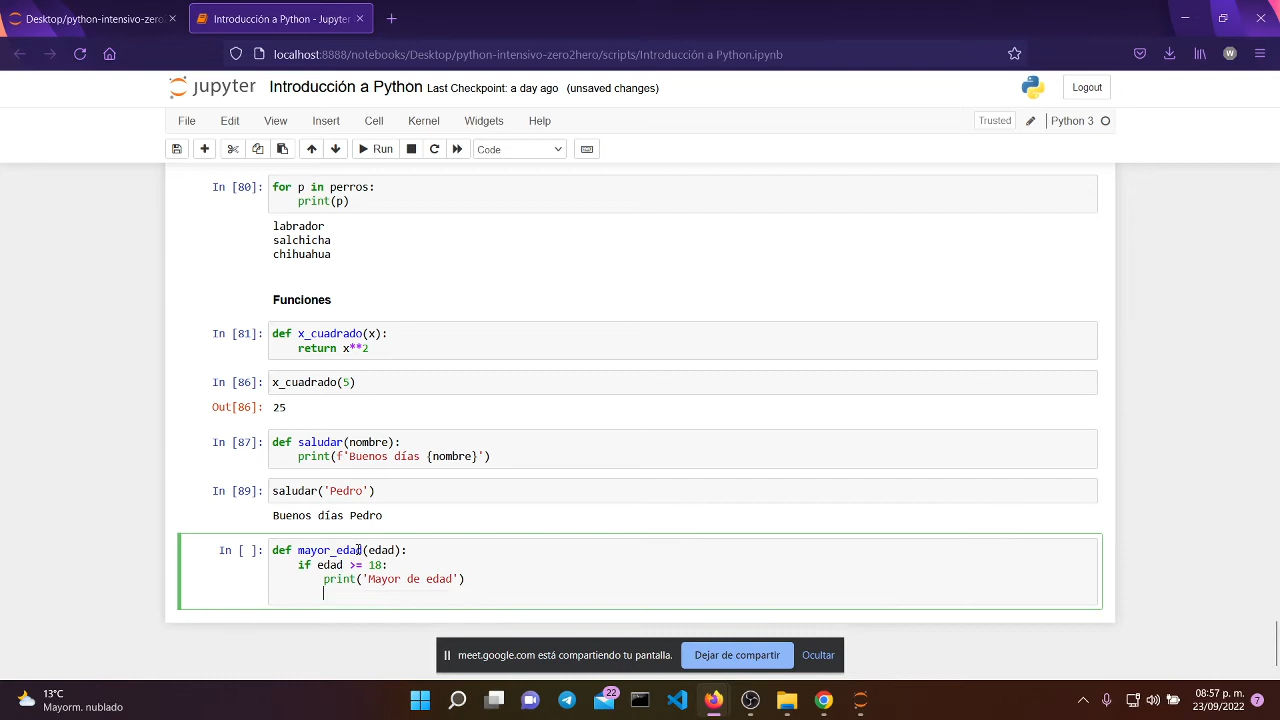 Desktop/python-intensivo-zero
Introducción a Python - Jupyter
localhost:8888/notebooks/Desktop/python-intensivo-zero2hero/scripts/Introducción a Python.ipynb
W
jupyter Introducción a Python Last Checkpoint: a day ago (unsaved changes)
Logout
File Edit View Insert Cell Kernel Widgets Help
Trusted Python 3
Run Code
In [80]: for p in perros:
print(p)
labrador
salchicha
chihuahua
Funciones
In [81]: def x_cuadrado(x):
return x**2
In [86]: x_cuadrado(5)
Out[86]: 25
In [87]: def saludar(nombre):
print(f'Buenos días {nombre}')
In [89]: saludar('Pedro')
Buenos días Pedro
In [ ]: def mayor_edad(edad):
if edad >= 18:
print('Mayor de edad')
meet.google.com está compartiendo tu pantalla. Dejar de compartir Ocultar
13°C
Mayorm. nublado
22
08:57 p. m.
23/09/2022
7